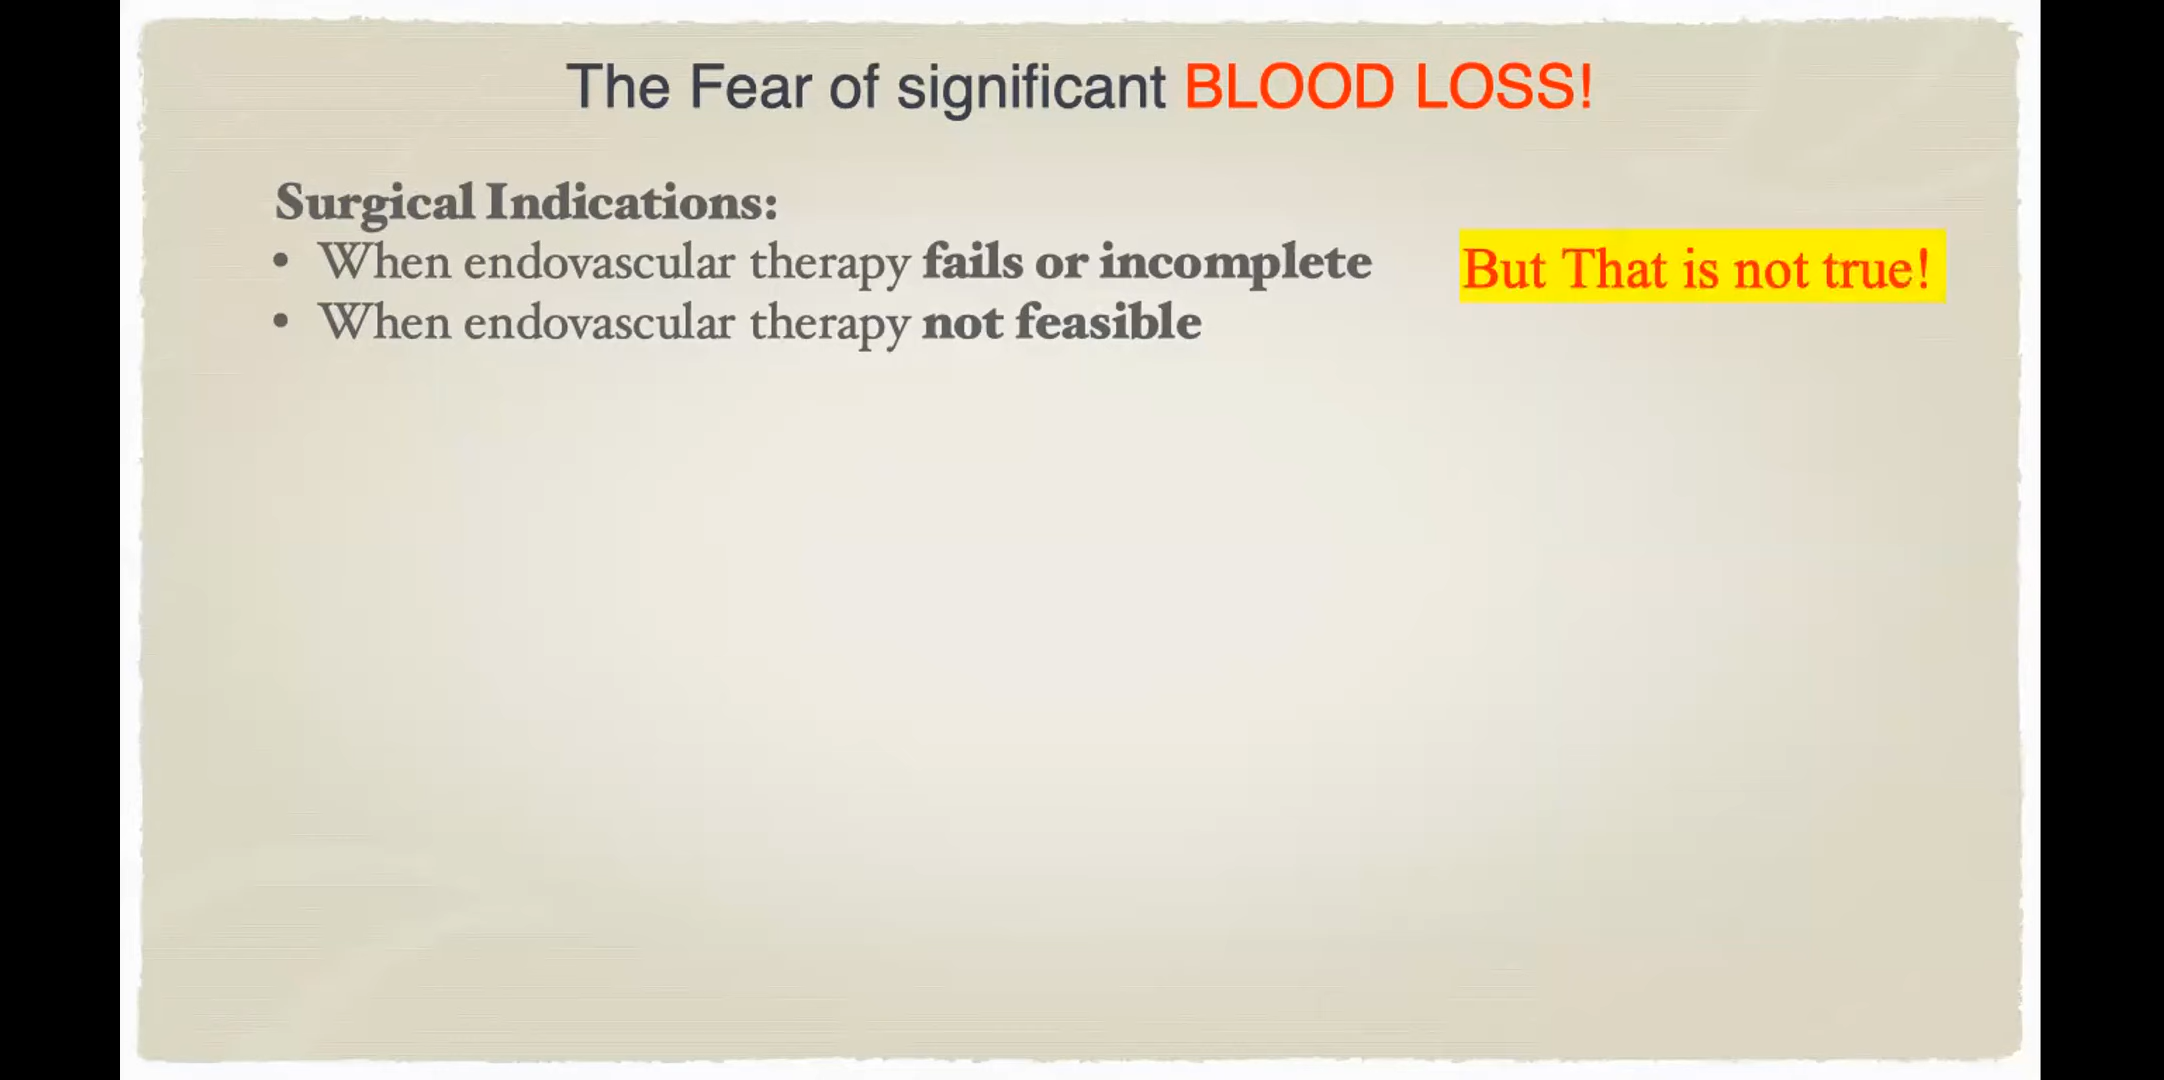 The Fear of significant BLOOD LOSS!
Surgical Indications:
• When endovascular therapy fails or incomplete
But That is not true!
• When endovascular therapy not feasible